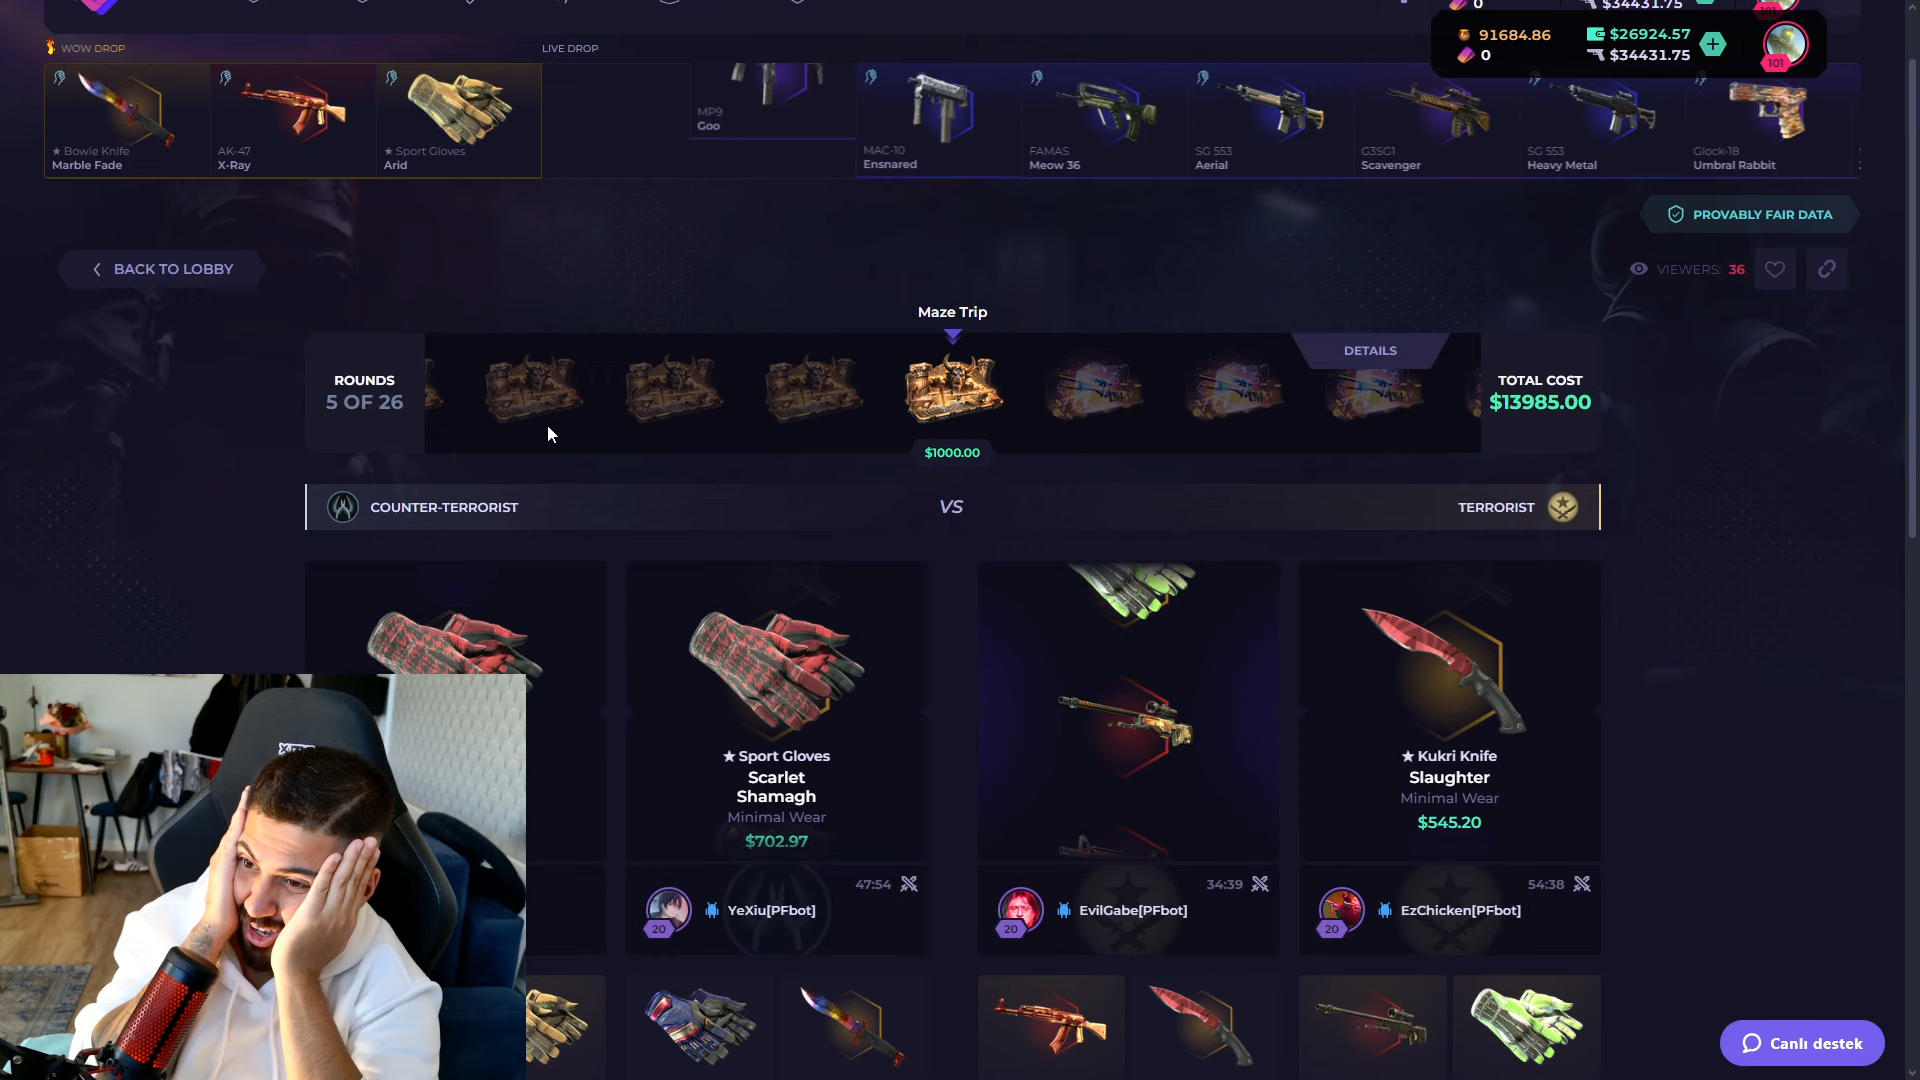 0
$34431.75
101
91684.86
$26924.57
0
$34431.75
101
WOW DROP
LIVE DROP
★ Bowie Knife
Marble Fade
AK-47
X-Ray
★ Sport Gloves
Arid
MP9
Goo
MAC-10
Ensnared
FAMAS
Meow 36
SG 553
Aerial
G3SG1
Scavenger
SG 553
Heavy Metal
Glock-18
Umbral Rabbit
PROVABLY FAIR DATA
BACK TO LOBBY
VIEWERS: 36
Maze Trip
ROUNDS
5 OF 26
DETAILS
TOTAL COST
$13985.00
$1000.00
COUNTER-TERRORIST
VS
TERRORIST
★ Sport Gloves
Scarlet
Shamagh
Minimal Wear
$702.97
★ Kukri Knife
Slaughter
Minimal Wear
$545.20
47:54
YeXiu[PFbot]
20
34:39
EvilGabe[PFbot]
20
54:38
EzChicken[PFbot]
20
Canlı destek